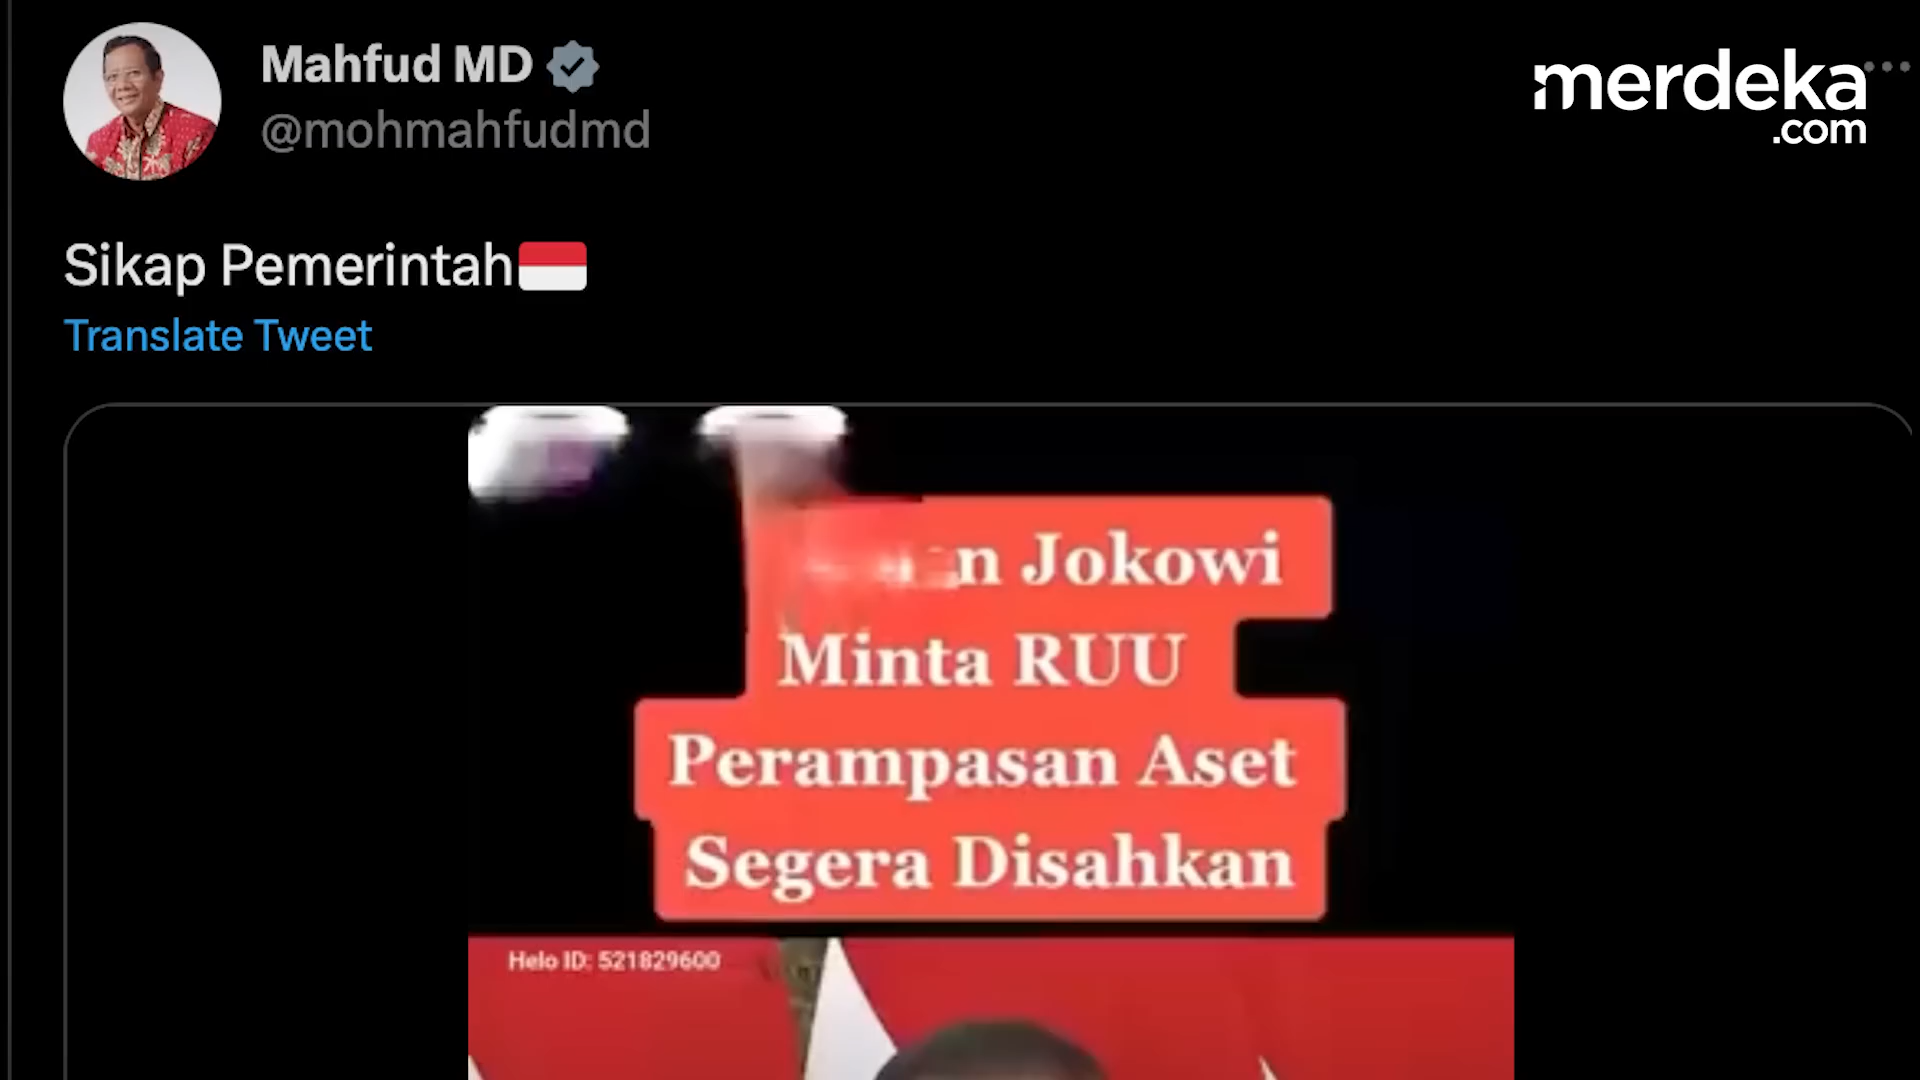 Mahfud MD
@mohmahfudmd
merdeka
.com
Sikap Pemerintah
Translate Tweet
Jokowi
Minta RUU
Perampasan Aset
Segera Disahkan
Helo ID: 521829600